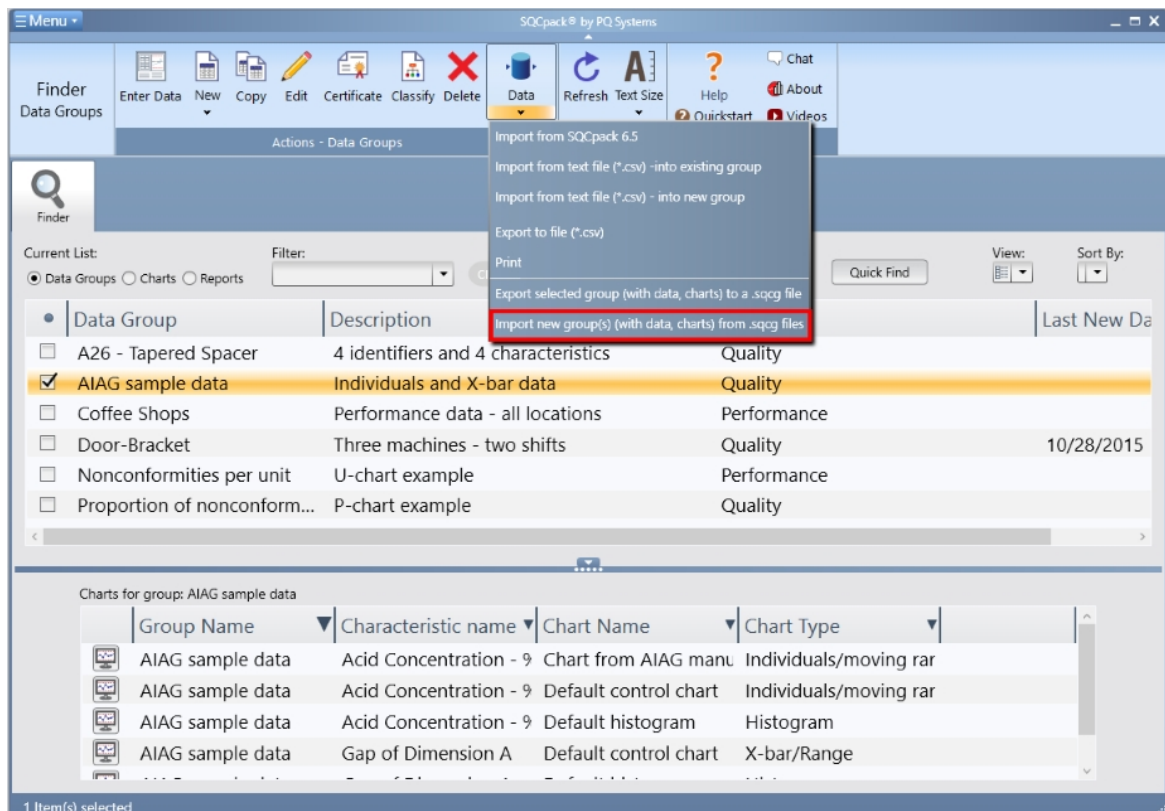 Menu
SQCpack® by PQ Systems
Finder
Data Groups
Enter Data New Copy Edit Certificate Classify Delete Data Refresh Text Size Help Chat
About
Quickstart Videos
Actions - Data Groups
Import from SQCpack 6.5
Import from text file (*.csv) -into existing group
Import from text file (*.csv) - into new group
Export to file (*.csv)
Print
Export selected group (with data, charts) to a .sqcg file
Import new group(s) (with data, charts) from .sqcg files
Finder
Current List: Filter: View: Sort By:
Data Groups Charts Reports Quick Find
Data Group Description Last New Da
A26 - Tapered Spacer 4 identifiers and 4 characteristics Quality
AIAG sample data Individuals and X-bar data Quality
Coffee Shops Performance data - all locations Performance
Door-Bracket Three machines - two shifts Quality 10/28/2015
Nonconformities per unit U-chart example Performance
Proportion of nonconform... P-chart example Quality
Charts for group: AIAG sample data
Group Name Characteristic name Chart Name Chart Type
AIAG sample data Acid Concentration - 9 Chart from AIAG manu Individuals/moving rar
AIAG sample data Acid Concentration - 9 Default control chart Individuals/moving rar
AIAG sample data Acid Concentration - 9 Default histogram Histogram
AIAG sample data Gap of Dimension A Default control chart X-bar/Range
1 Item(s) selected